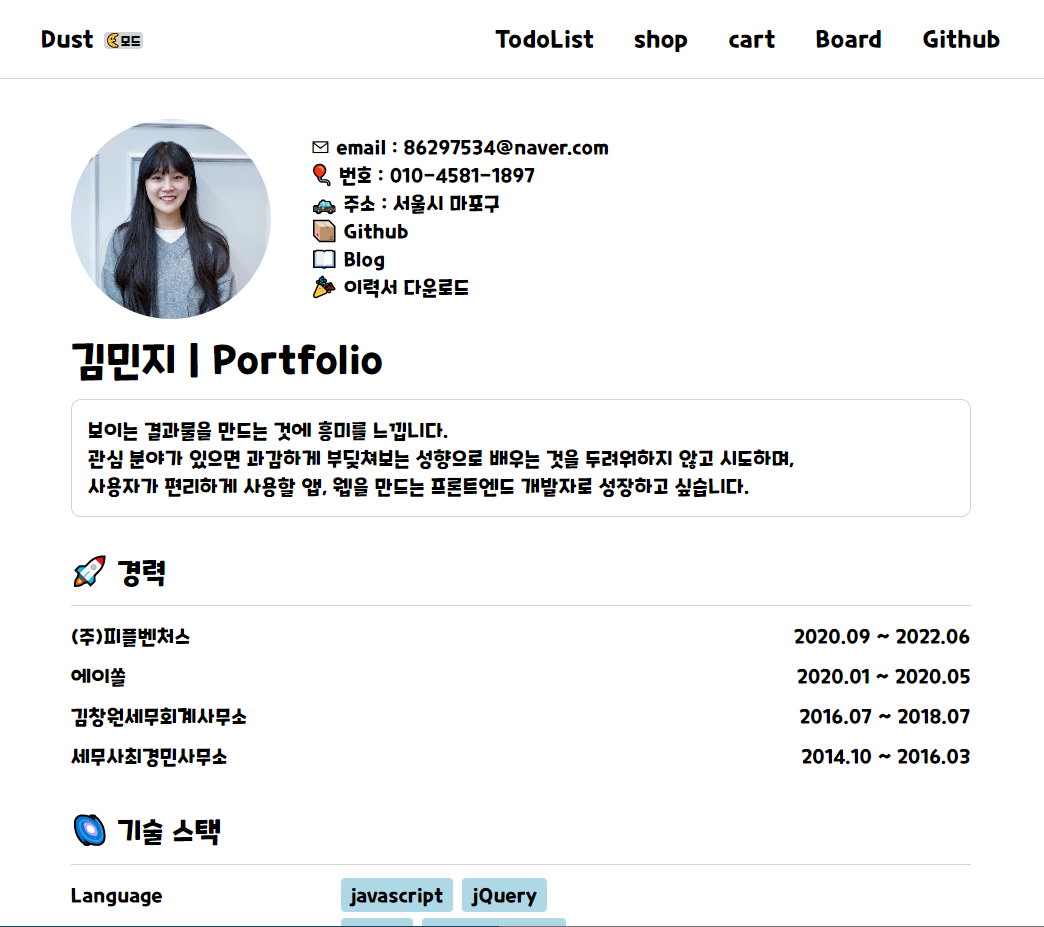 Dust 모드 TodoList shop cart Board Github
email : 86297534@naver.com
번호 : 010-4581-1897
주소 : 서울시 마포구
Github
Blog
이력서 다운로드
김민지 | Portfolio
보이는 결과물을 만드는 것에 흥미를 느낍니다.
관심 분야가 있으면 과감하게 부딪쳐보는 성향으로 배우는 것을 두려워하지 않고 시도하며,
사용자가 편리하게 사용할 앱, 웹을 만드는 프론트엔드 개발자로 성장하고 싶습니다.
경력
(주)피플벤처스 2020.09 ~ 2022.06
에이쏠 2020.01 ~ 2020.05
김창원세무회계사무소 2016.07 ~ 2018.07
세무사최경민사무소 2014.10 ~ 2016.03
기술 스택
Language javascript jQuery